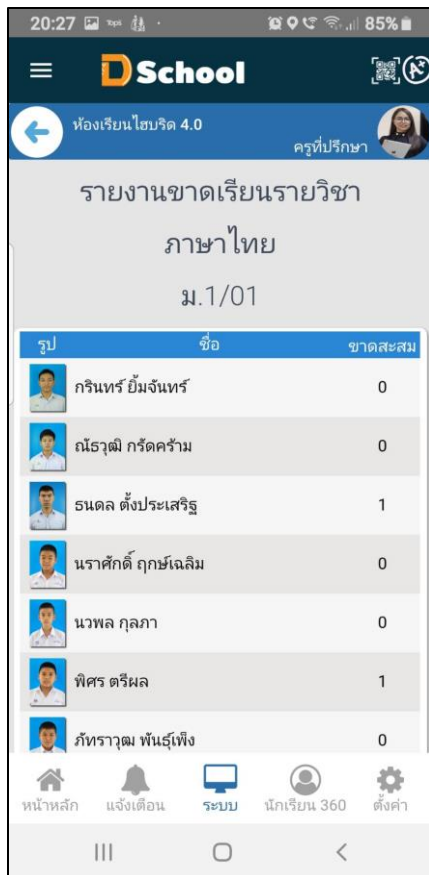 20:27
85%
DSchool
ห้องเรียนไฮบริด 4.0
ครูที่ปรึกษา
รายงานขาดเรียนรายวิชา
ภาษาไทย
ม.1/01
รูป ชื่อ ขาดสะสม
กรินทร์ ยิ้มจันทร์ 0
ณัธวุฒิ กรัดคร้าม 0
ธนดล ตั้งประเสริฐ 1
นราศักดิ์ ฤกษ์เฉลิม 0
นวพล กุลภา 0
พิศร ตรีผล 1
ภัทราวุฒ พันธุ์เพ็ง 0
หน้าหลัก แจ้งเตือน ระบบ นักเรียน 360 ตั้งค่า